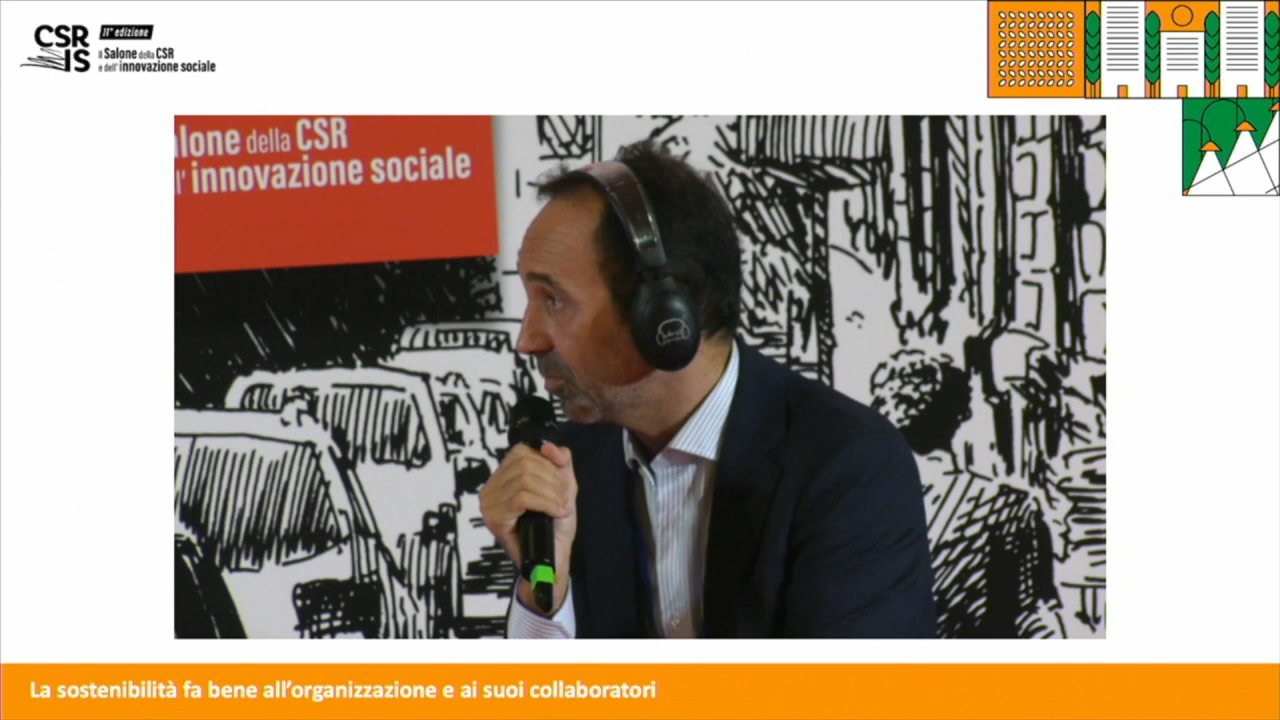 CSR
IS
11ª edizione
Il Salone della CSR
e dell' innovazione sociale
alone della CSR
innovazione sociale
La sostenibilità fa bene all'organizzazione e ai suoi collaboratori